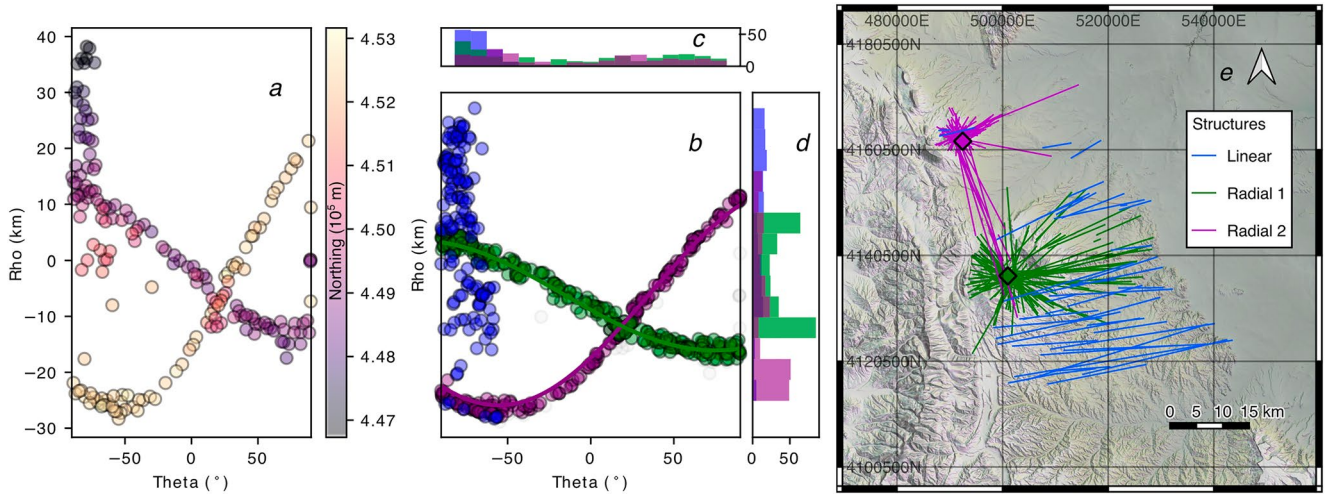 a
40
30
20
10
0
−10
−20
−30
Rho (km)
−50
0
50
Theta (°)
4.53
4.52
4.51
4.50
4.49
4.48
4.47
Northing (10⁵ m)
c
50
0
b
Rho (km)
−50
0
50
Theta (°)
d
0
50
480000E
500000E
520000E
540000E
4180500N
4160500N
4140500N
4120500N
4100500N
e
Structures
Linear
Radial 1
Radial 2
0 5 10 15 km